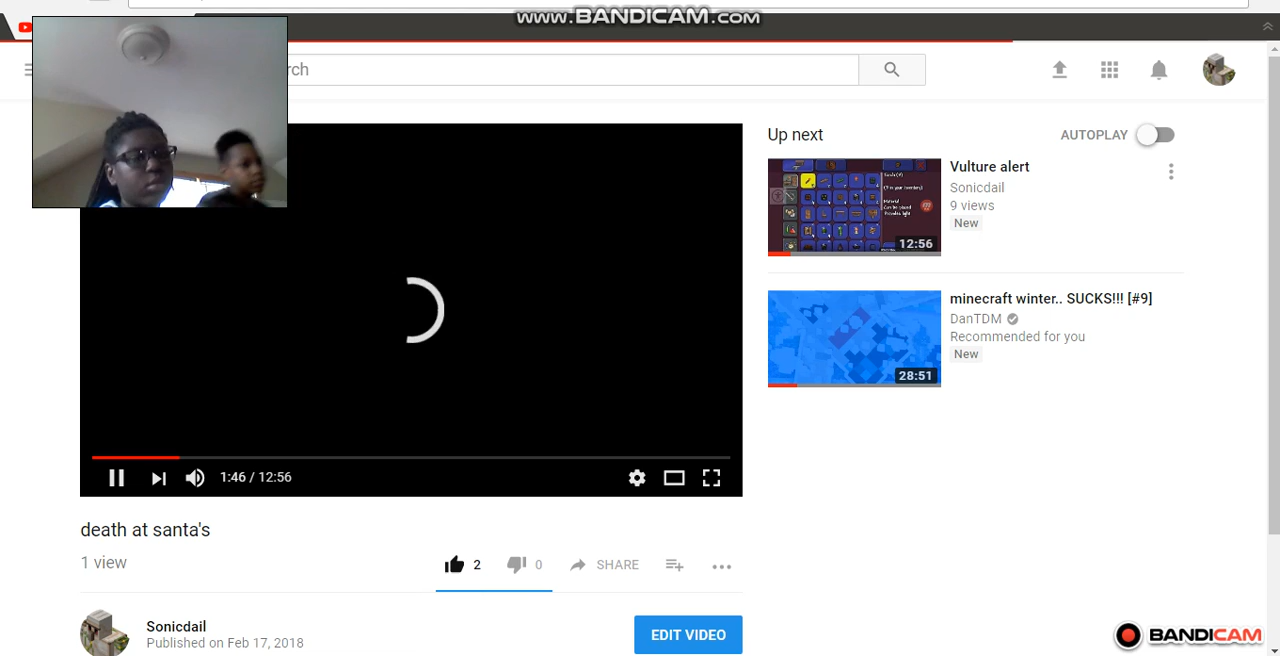 www.BANDICAM.com
rch
Up next
AUTOPLAY
Vulture alert
Sonicdail
9 views
New
12:56
minecraft winter.. SUCKS!!! [#9]
DanTDM
Recommended for you
New
28:51
1:46 / 12:56
death at santa's
1 view
2
0
SHARE
Sonicdail
Published on Feb 17, 2018
EDIT VIDEO
BANDICAM